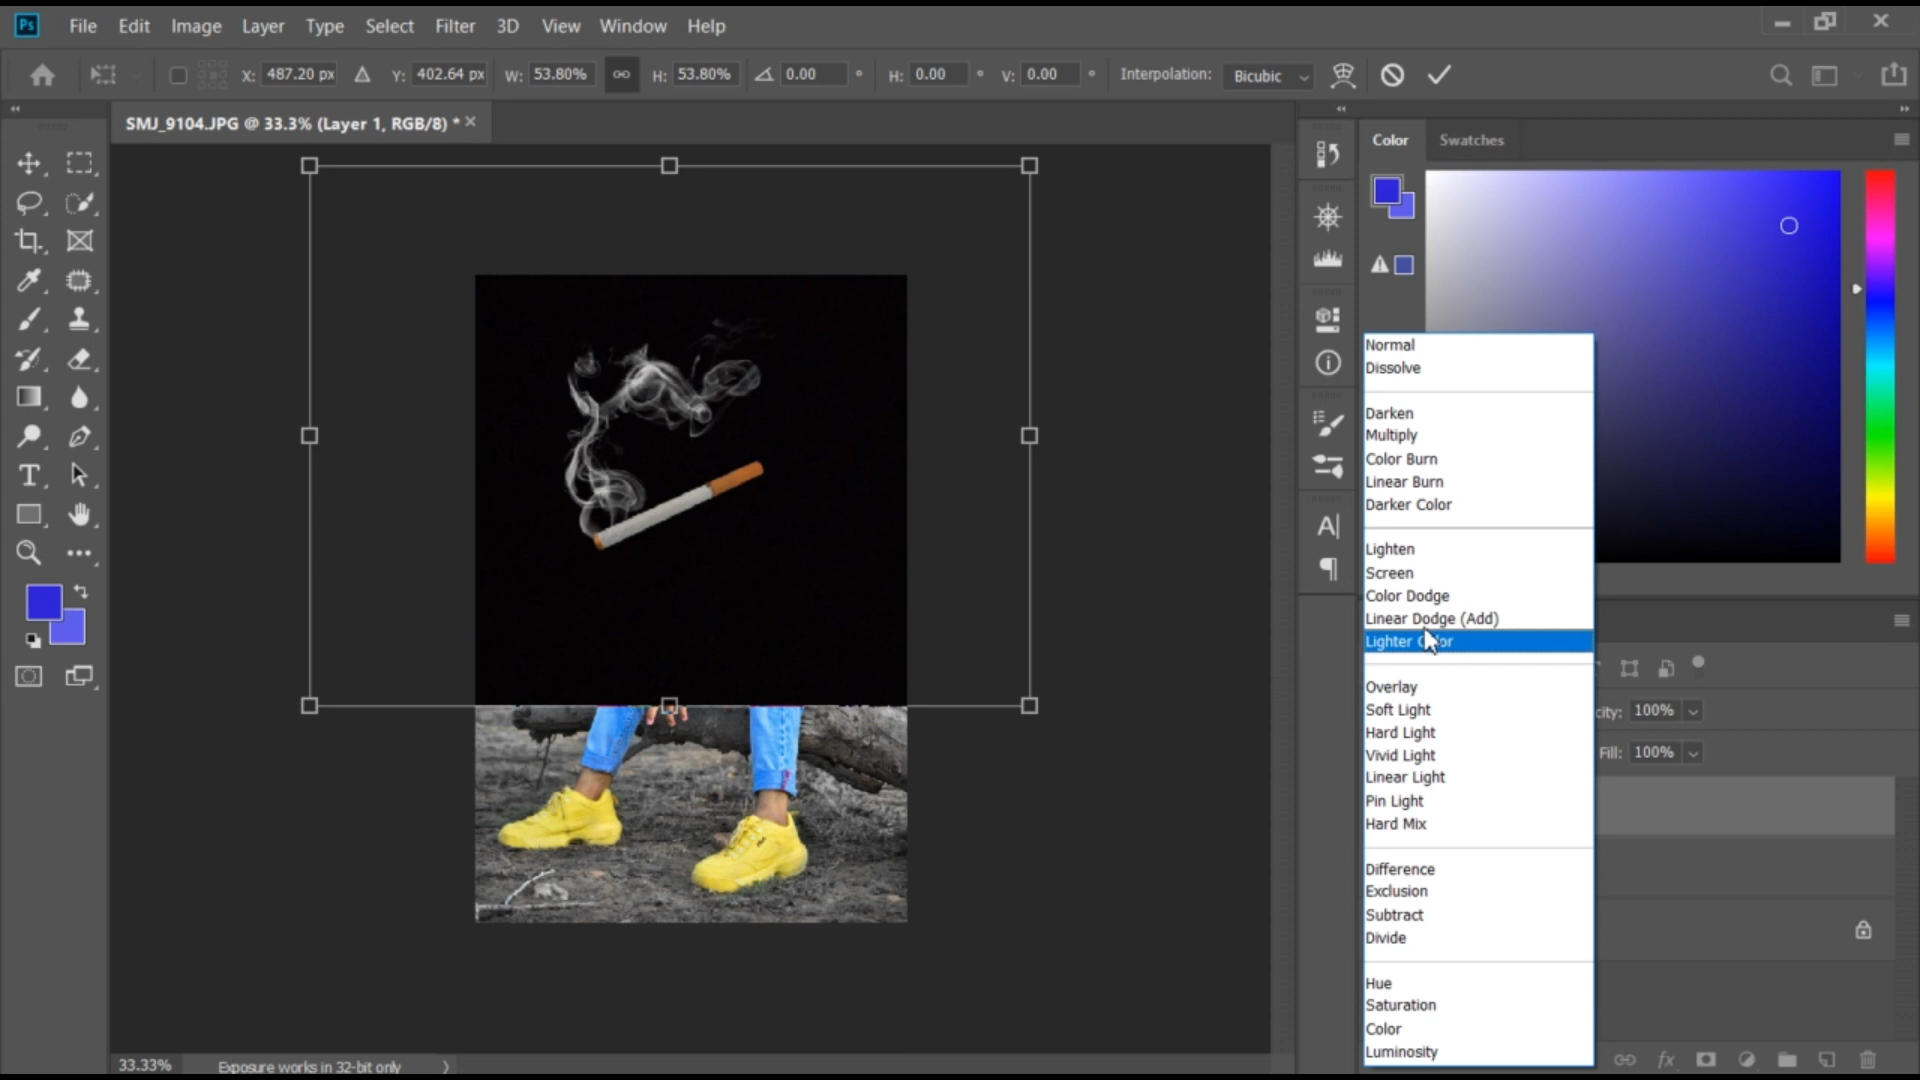 Ps File Edit Image Layer Type Select Filter 3D View Window Help
X: 487.20 px Y: 402.64 px W: 53.80% H: 53.80% 0.00 ° H: 0.00 ° V: 0.00 ° Interpolation: Bicubic
SMJ_9104.JPG @ 33.3% (Layer 1, RGB/8) * ×
Color Swatches
Normal
Dissolve
Darken
Multiply
Color Burn
Linear Burn
Darker Color
Lighten
Screen
Color Dodge
Linear Dodge (Add)
Lighter Color
Overlay
Soft Light
city: 100%
Hard Light
Vivid Light
Fill: 100%
Linear Light
Pin Light
Hard Mix
Difference
Exclusion
Subtract
Divide
Hue
Saturation
Color
Luminosity
33.33% Exposure works in 32-bit only